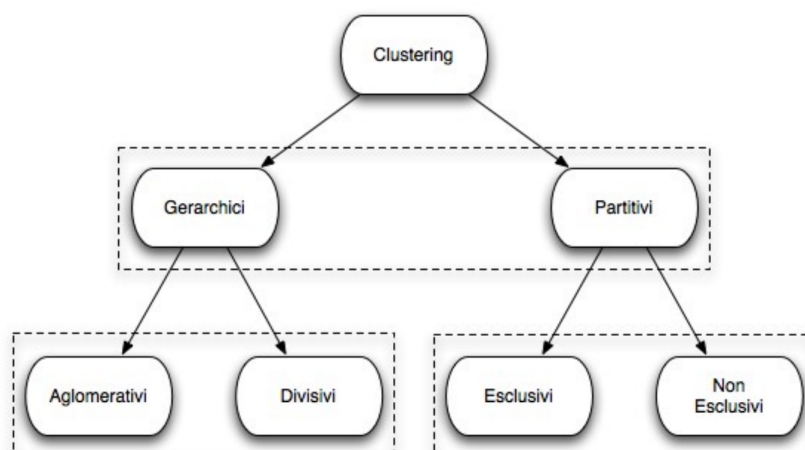 Clustering
Gerarchici
Partitivi
Aglomerativi
Divisivi
Esclusivi
Non
Esclusivi